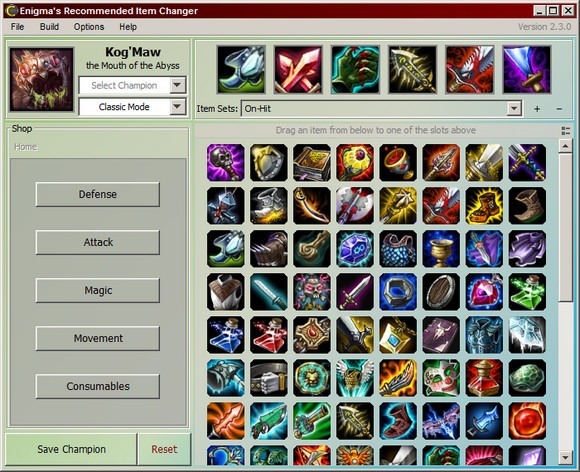 Enigma's Recommended Item Changer
File Build Options Help
Version 2.3.0
Kog'Maw
the Mouth of the Abyss
Select Champion
Classic Mode
Item Sets: On-Hit + −
Shop
Home
Drag an item from below to one of the slots above
Defense
Attack
Magic
Movement
Consumables
Save Champion
Reset